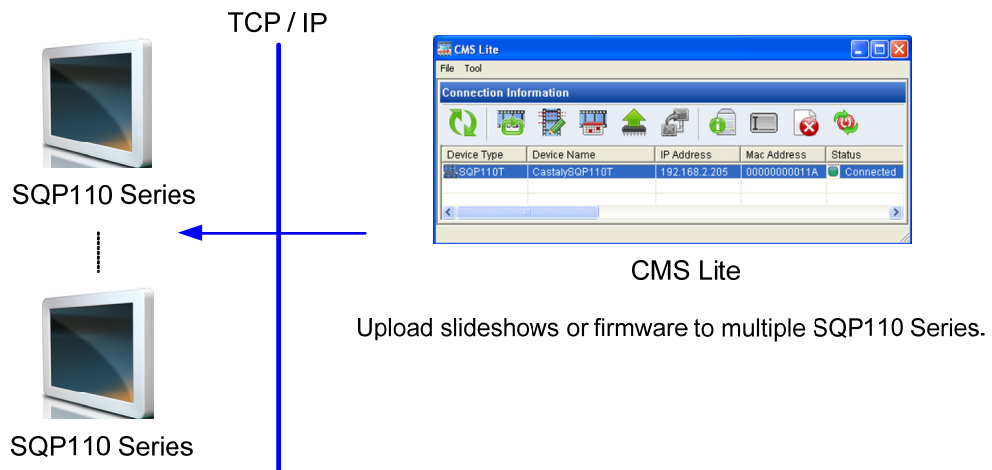 TCP / IP
CMS Lite
File Tool
Connection Information
Device Type Device Name IP Address Mac Address Status
SQP110T CastalySQP110T 192.168.2.205 00000000011A Connected
SQP110 Series
CMS Lite
Upload slideshows or firmware to multiple SQP110 Series.
SQP110 Series